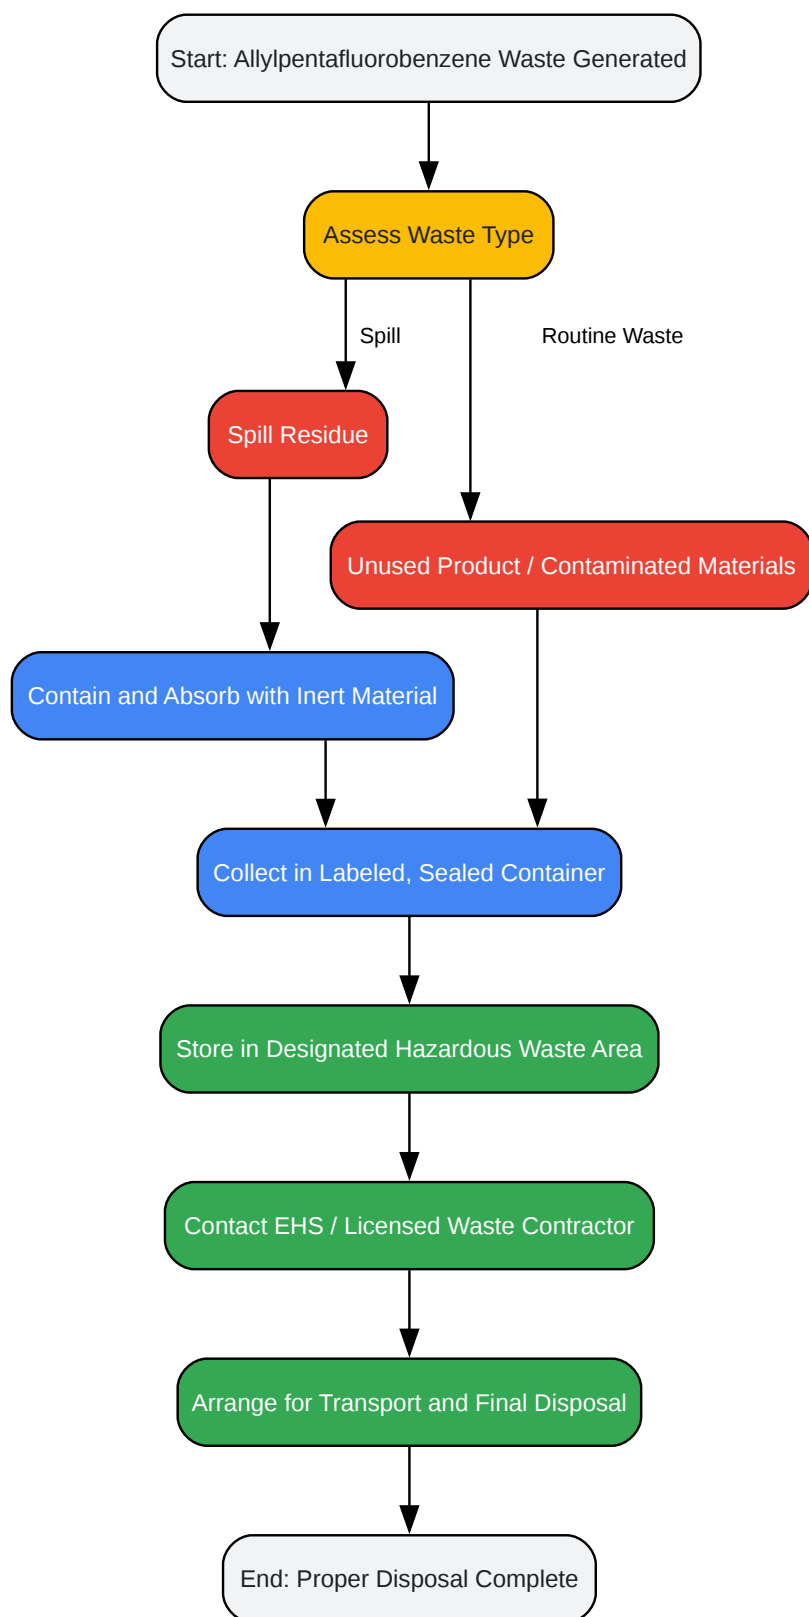 Start: Allylpentafluorobenzene Waste Generated
Assess Waste Type
Spill
Routine Waste
Spill Residue
Unused Product / Contaminated Materials
Contain and Absorb with Inert Material
Collect in Labeled, Sealed Container
Store in Designated Hazardous Waste Area
Contact EHS / Licensed Waste Contractor
Arrange for Transport and Final Disposal
End: Proper Disposal Complete